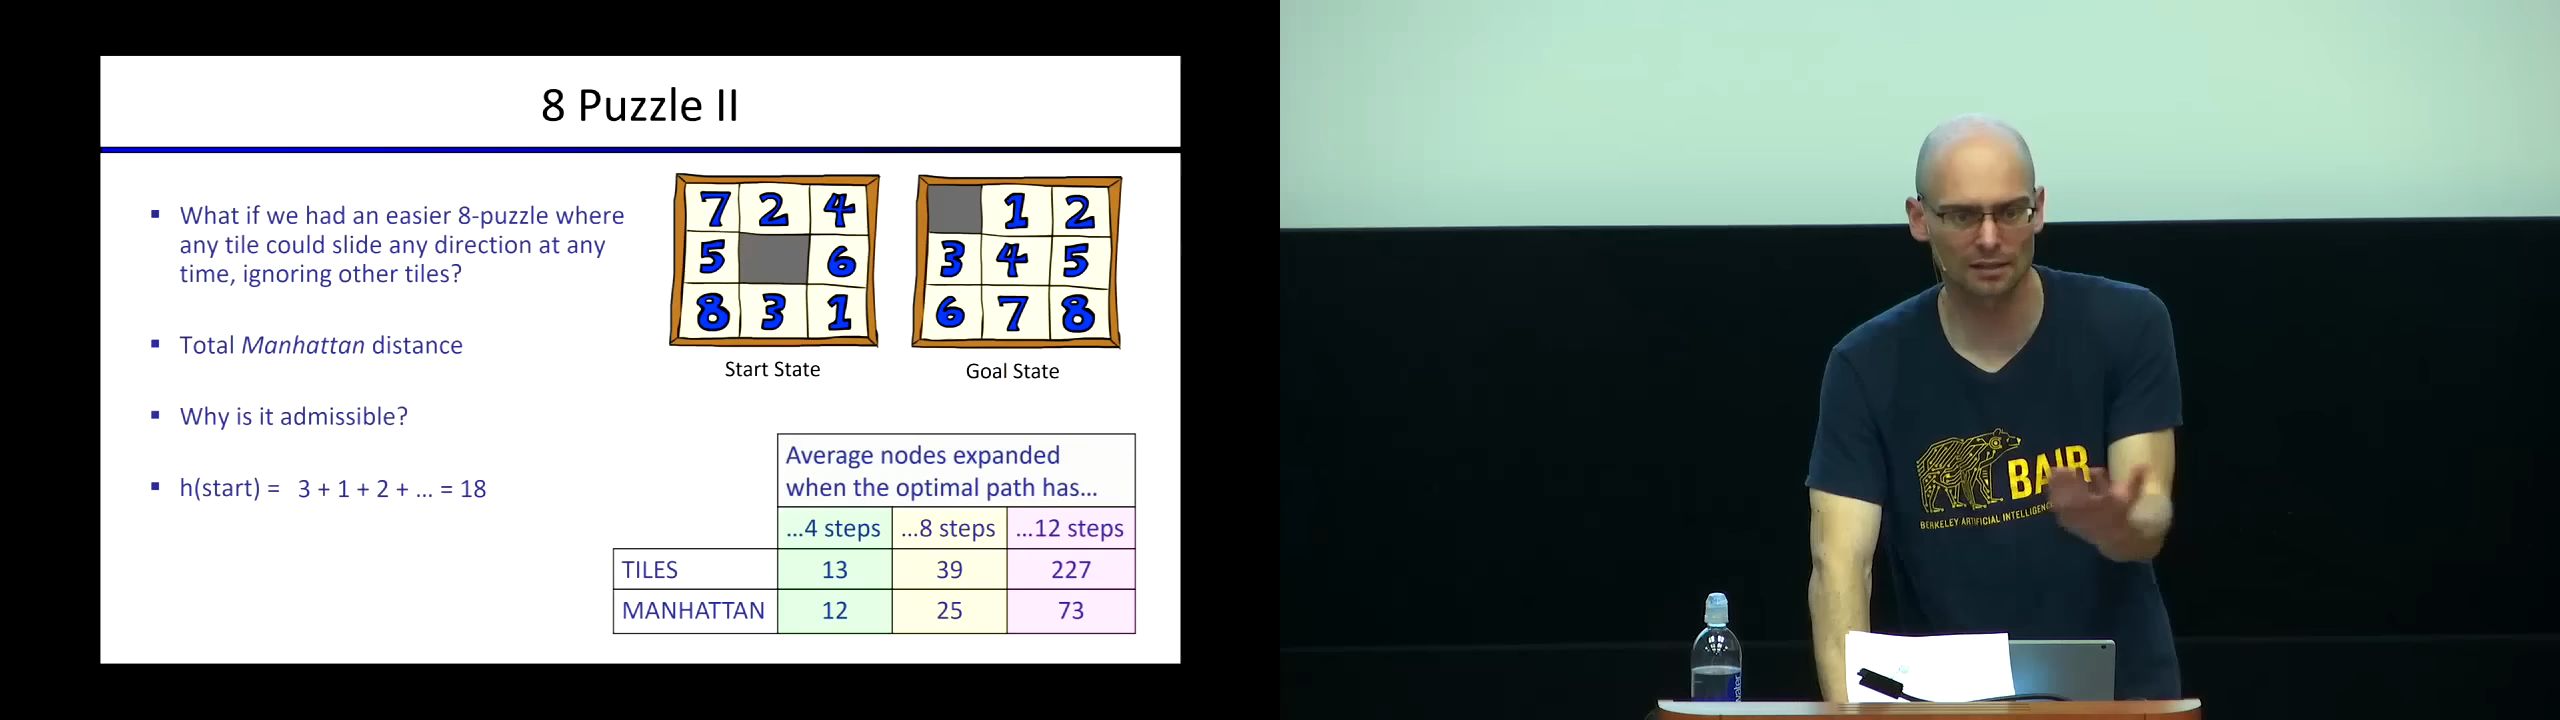 8 Puzzle II
▪ What if we had an easier 8-puzzle where
any tile could slide any direction at any
time, ignoring other tiles?
▪ Total Manhattan distance
▪ Why is it admissible?
▪ h(start) = 3 + 1 + 2 + ... = 18
7 2 4
5 6
8 3 1
Start State
1 2
3 4 5
6 7 8
Goal State
Average nodes expanded
when the optimal path has...
...4 steps ...8 steps ...12 steps
TILES 13 39 227
MANHATTAN 12 25 73
BAIR
BERKELEY ARTIFICIAL INTELLIGENCE
water